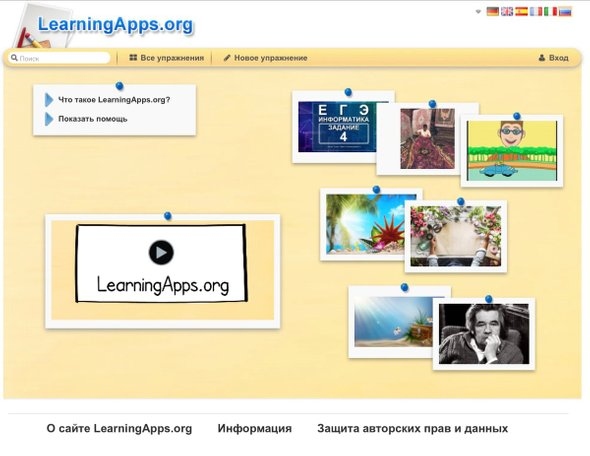 LearningApps.org
Поиск
Все упражнения
Новое упражнение
Вход
Что такое LearningApps.org?
Показать помощь
ЕГЭ
ИНФОРМАТИКА
ЗАДАНИЕ
4
LearningApps.org
О сайте LearningApps.org
Информация
Защита авторских прав и данных